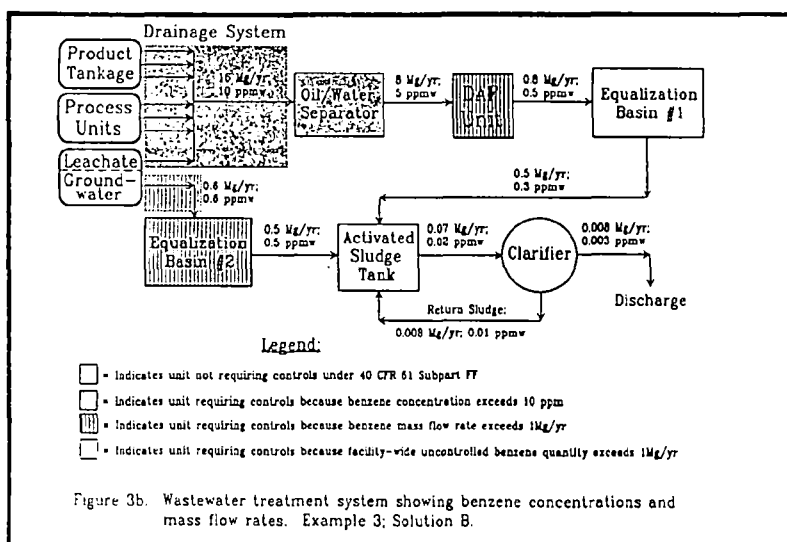 Drainage System
Product
Tankage
Process
Units
Leachate
Ground-
water
16 Mg/yr;
10 ppmw
Oil/Water
Separator
8 Mg/yr;
5 ppmw
DAF
Unit
0.8 Mg/yr;
0.5 ppmw
Equalization
Basin #1
0.5 Mg/yr;
0.3 ppmw
0.6 Mg/yr;
0.6 ppmw
Equalization
Basin #2
0.5 Mg/yr;
0.5 ppmw
Activated
Sludge
Tank
0.07 Mg/yr;
0.02 ppmw
Clarifier
0.008 Mg/yr;
0.003 ppmw
Discharge
Return Sludge;
0.008 Mg/yr; 0.01 ppmw
Legend:
= Indicates unit not requiring controls under 40 CFR 61 Subpart FF
= Indicates unit requiring controls because benzene concentration exceeds 10 ppm
= Indicates unit requiring controls because benzene mass flow rate exceeds 1Mg/yr
= Indicates unit requiring controls because facility-wide uncontrolled benzene quantity exceeds 1Mg/yr
Figure 3b. Wastewater treatment system showing benzene concentrations and
mass flow rates. Example 3; Solution B.